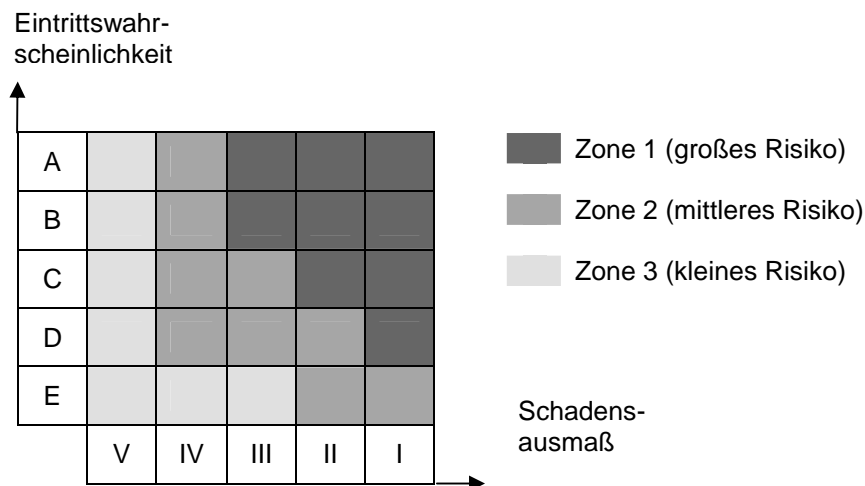 Eintrittswahr-
scheinlichkeit
A
B
C
D
E
V IV III II I
Zone 1 (großes Risiko)
Zone 2 (mittleres Risiko)
Zone 3 (kleines Risiko)
Schadens-
ausmaß